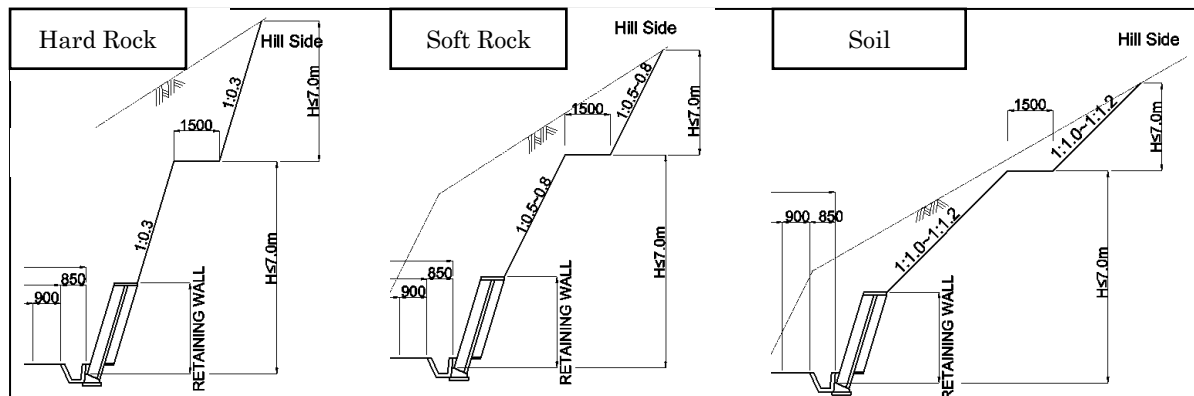 Hard Rock
Hill Side
1:0.3
H≤7.0m
1500
1:0.3
H≤7.0m
850
900
RETAINING WALL
Soft Rock
Hill Side
1:0.5~0.8
H≤7.0m
1500
1:0.5~0.8
H≤7.0m
850
900
RETAINING WALL
Soil
Hill Side
1500
1:1.0~1:1.2
H≤7.0m
900
850
1:1.0~1:1.2
H≤7.0m
RETAINING WALL